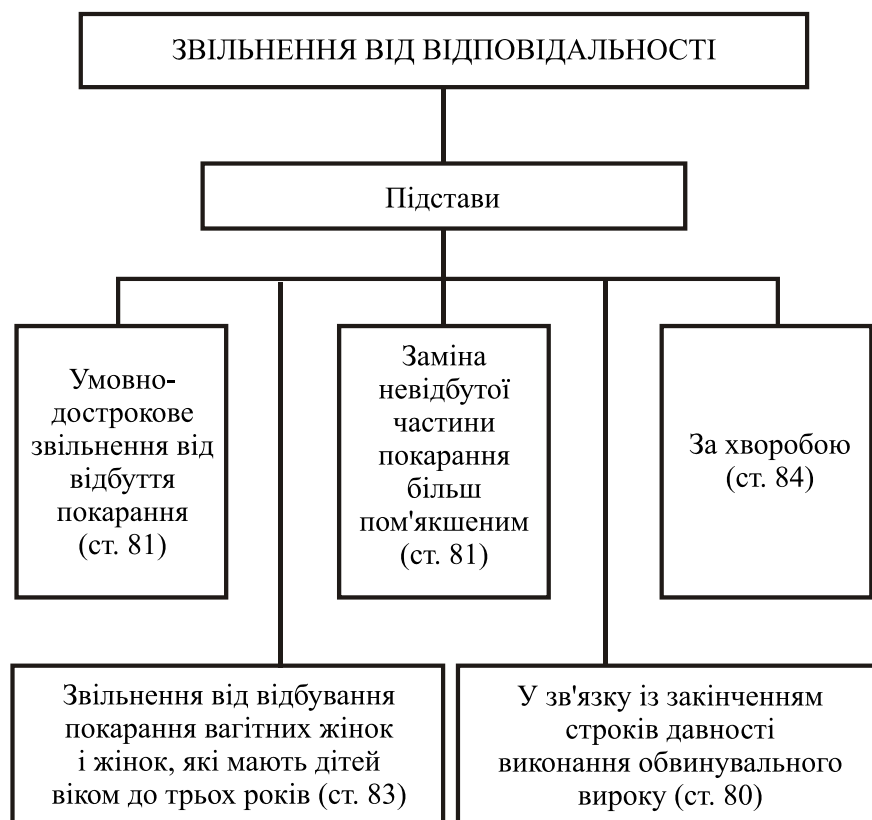 ЗВІЛЬНЕННЯ ВІД ВІДПОВІДАЛЬНОСТІ
Підстави
Умовно-
дострокове
звільнення від
відбуття
покарання
(ст. 81)
Заміна
невідбутої
частини
покарання
більш
пом'якшеним
(ст. 81)
За хворобою
(ст. 84)
Звільнення від відбування
покарання вагітних жінок
і жінок, які мають дітей
віком до трьох років (ст. 83)
У зв'язку із закінченням
строків давності
виконання обвинувального
вироку (ст. 80)